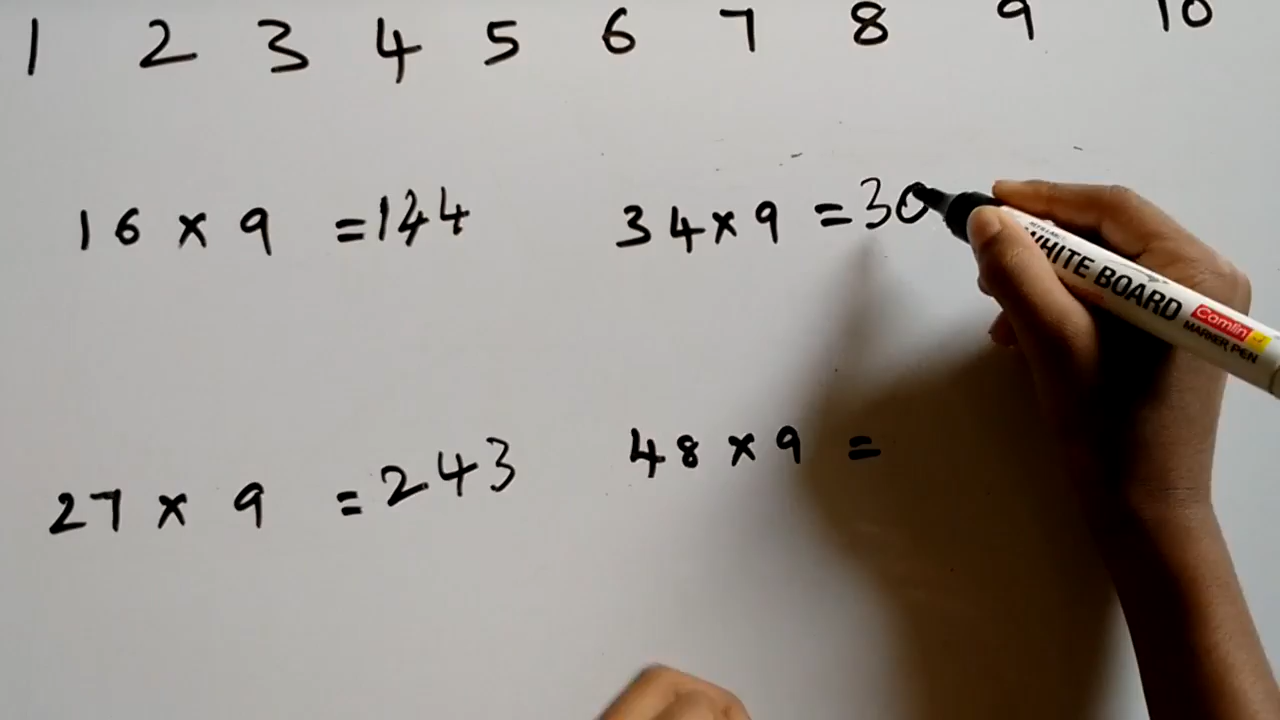 1 2 3 4 5 6 7 8 9 10
16 × 9 = 144
34 × 9 = 30
27 × 9 = 243
48 × 9 =
WHITE BOARD
MARKER PEN
Camlin